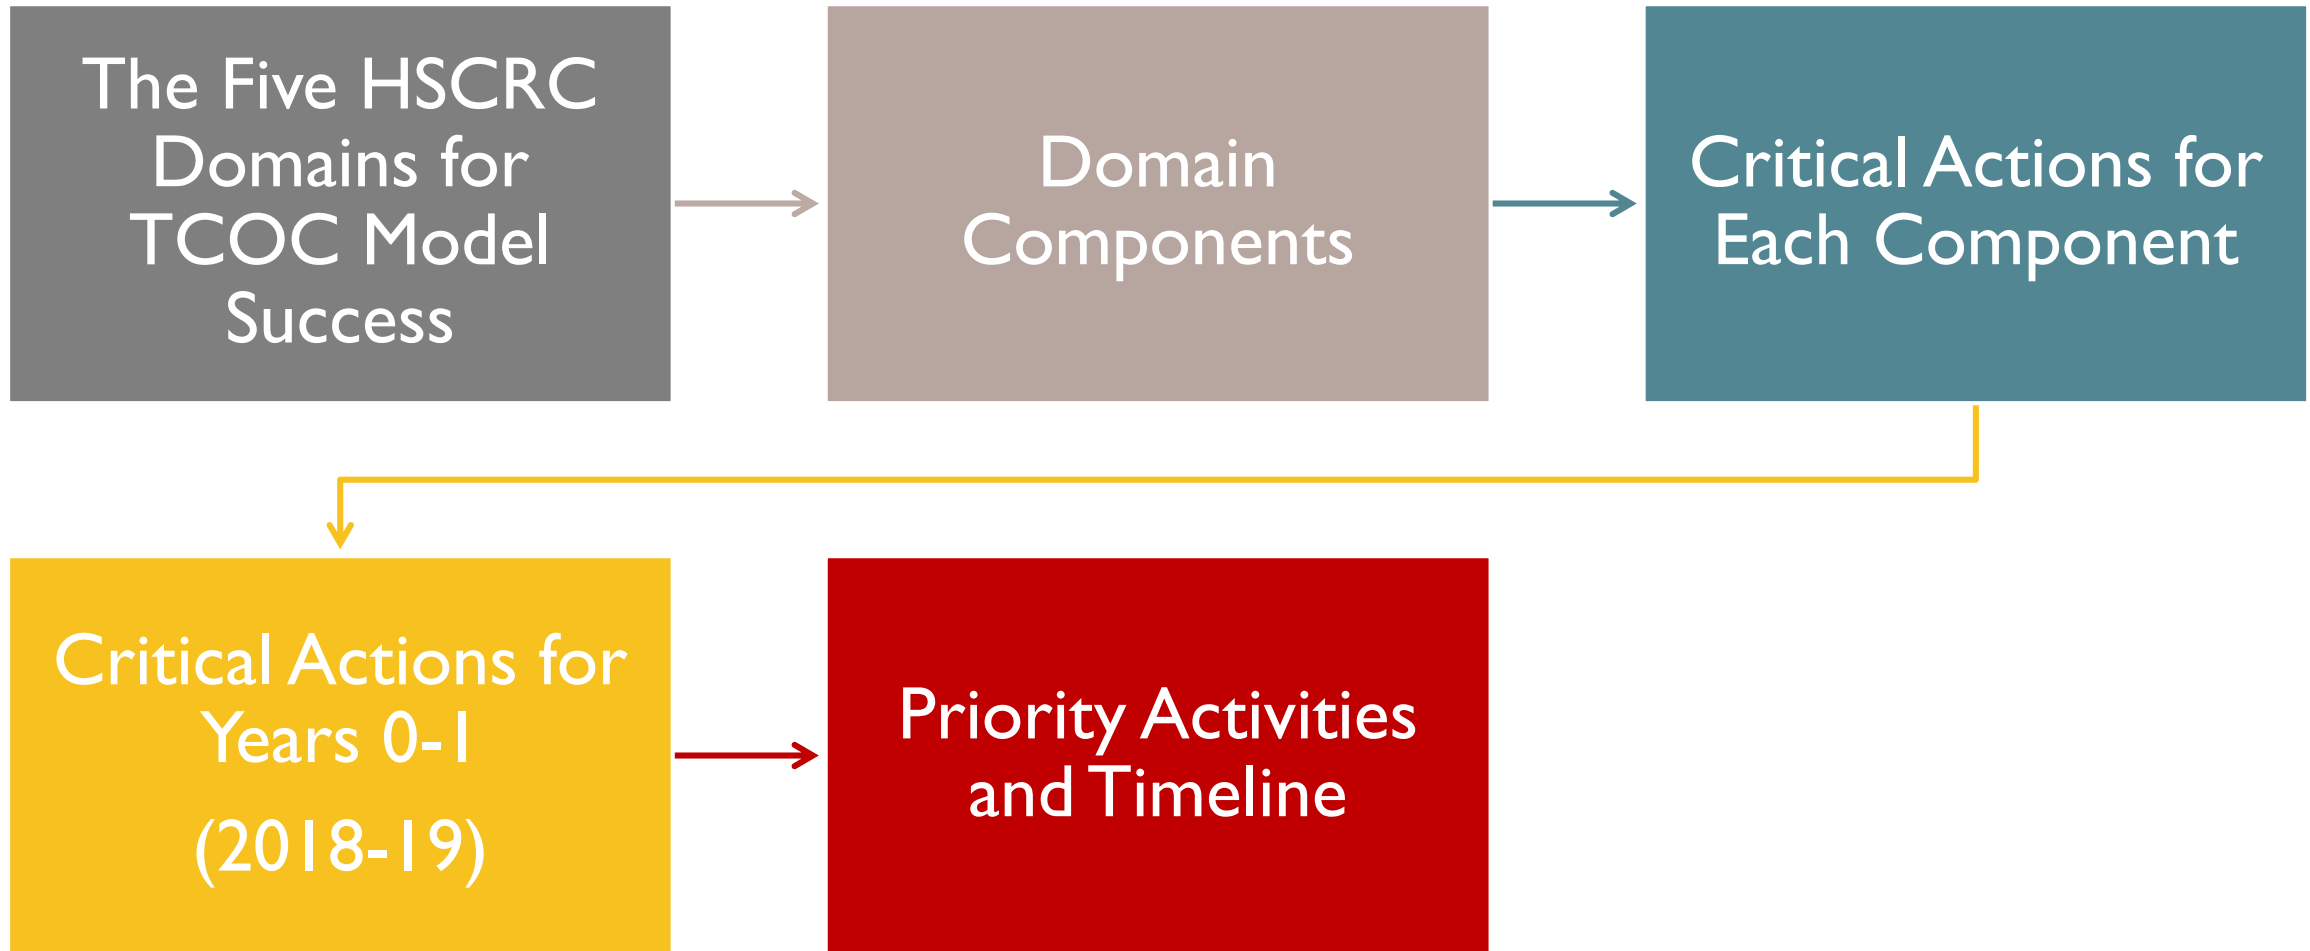 The Five HSCRC
Domains for
TCOC Model
Success
Domain
Components
Critical Actions for
Each Component
Critical Actions for
Years 0-1
(2018-19)
Priority Activities
and Timeline